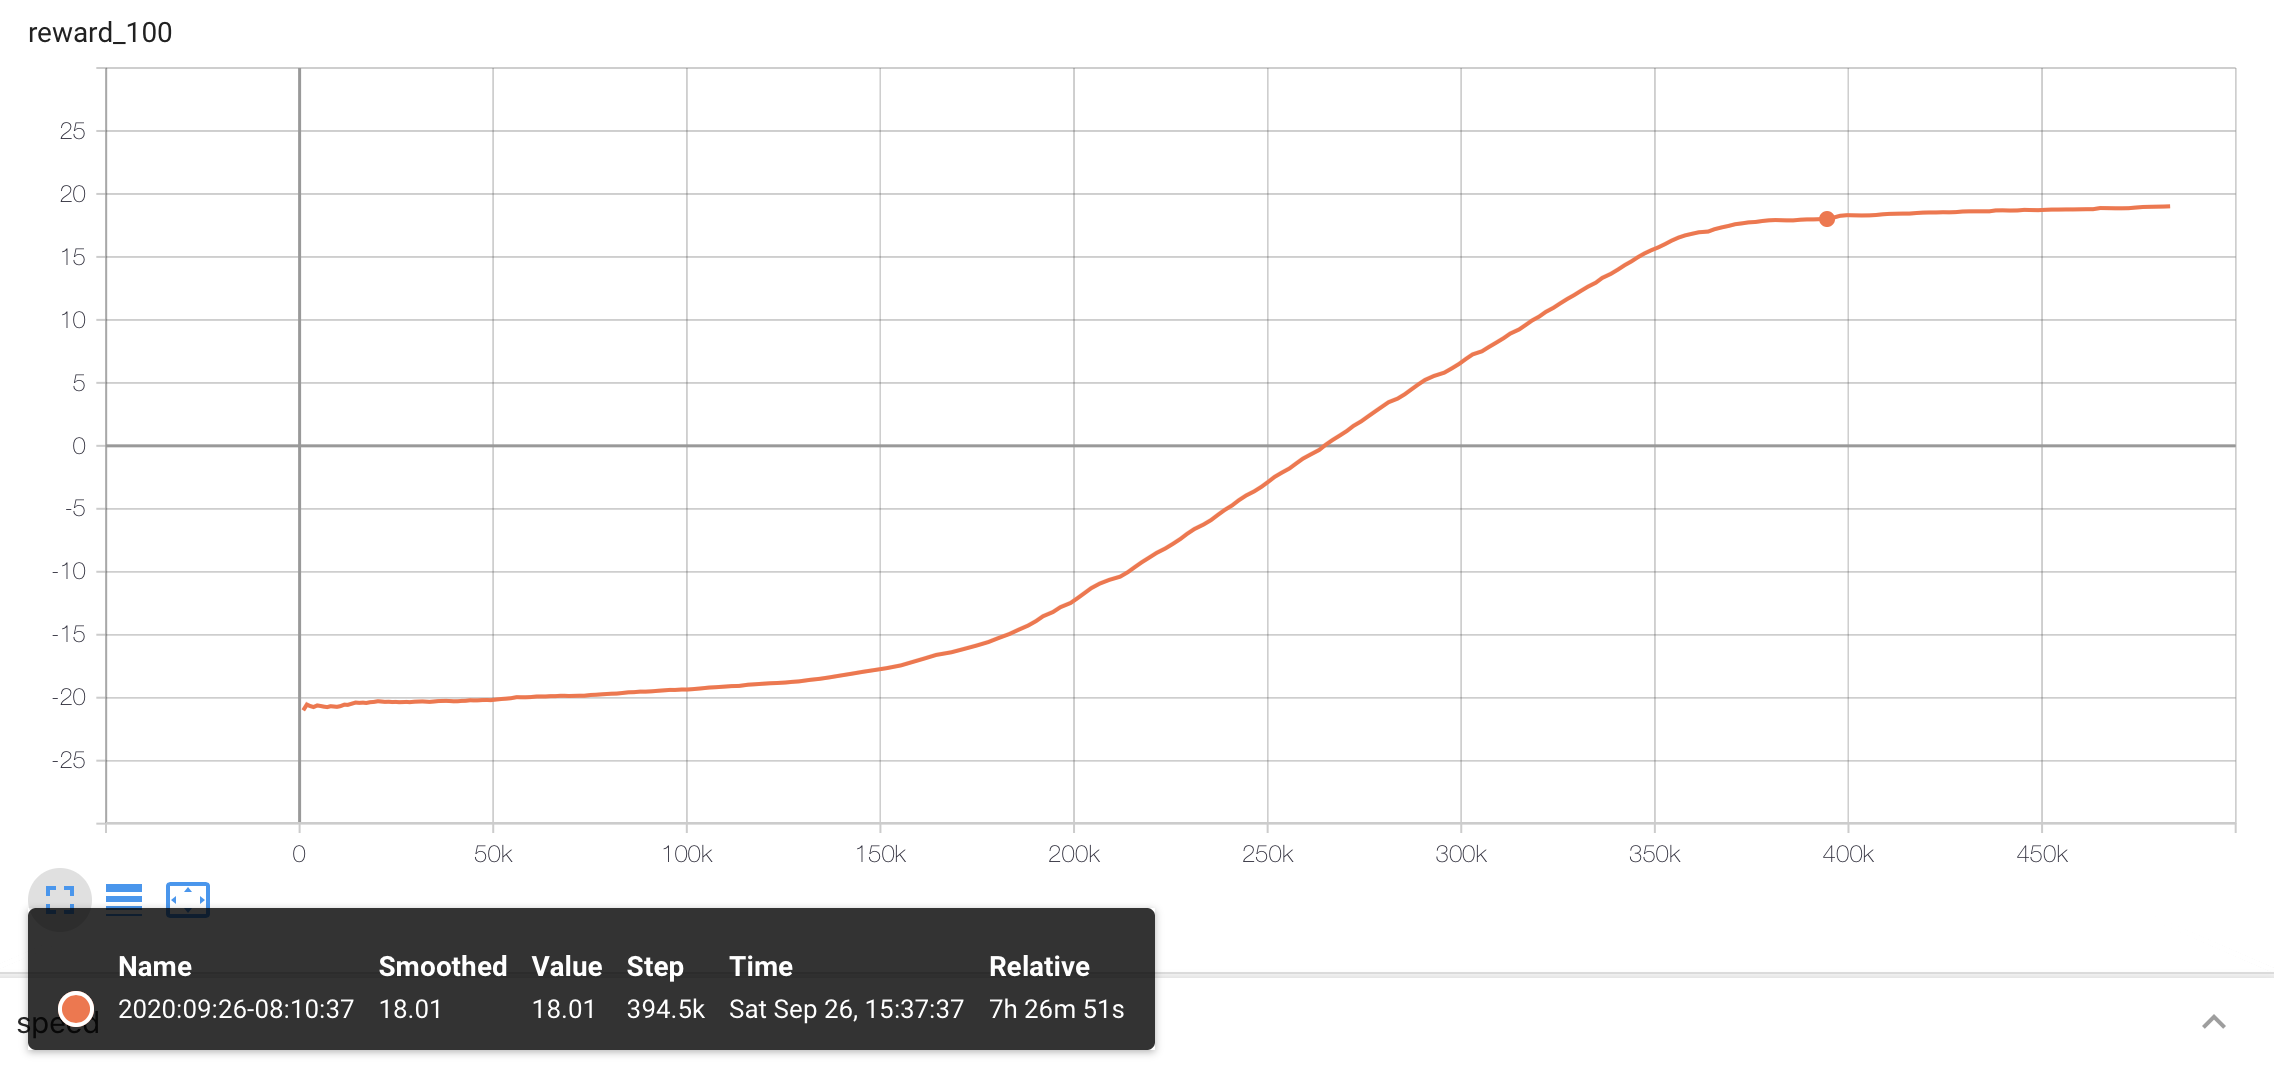 reward_100
25
20
15
10
5
0
-5
-10
-15
-20
-25
0 50k 100k 150k 200k 250k 300k 350k 400k 450k
Name Smoothed Value Step Time Relative
2020:09:26-08:10:37 18.01 18.01 394.5k Sat Sep 26, 15:37:37 7h 26m 51s
speed